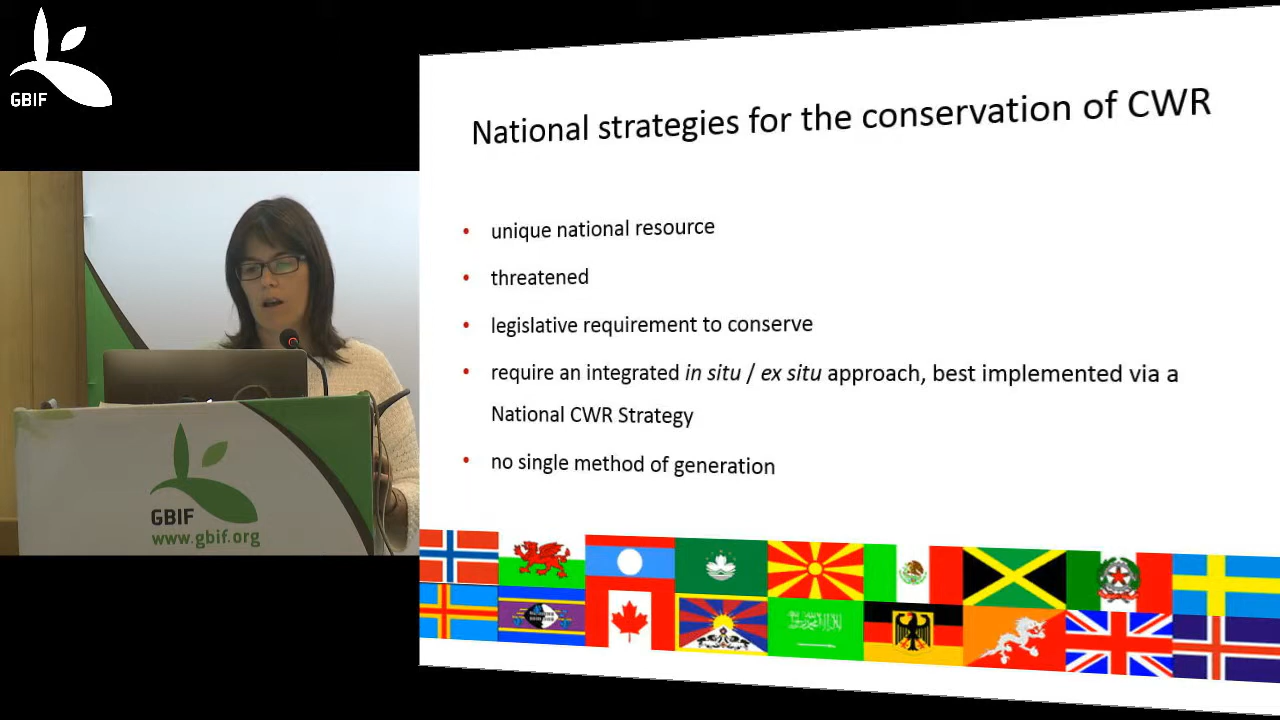 GBIF
National strategies for the conservation of CWR
• unique national resource
• threatened
• legislative requirement to conserve
• require an integrated in situ / ex situ approach, best implemented via a
National CWR Strategy
• no single method of generation
GBIF
www.gbif.org